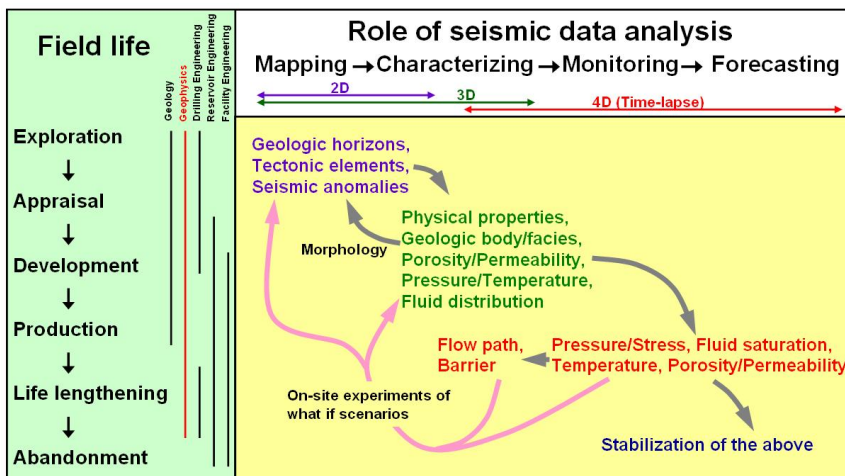 Field life
Geology
Geophysics
Drilling Engineering
Reservoir Engineering
Facility Engineering
Exploration
Appraisal
Development
Production
Life lengthening
Abandonment
Role of seismic data analysis
Mapping → Characterizing → Monitoring → Forecasting
2D
3D
4D (Time-lapse)
Geologic horizons,
Tectonic elements,
Seismic anomalies
Morphology
Physical properties,
Geologic body/facies,
Porosity/Permeability,
Pressure/Temperature,
Fluid distribution
Flow path,
Barrier
Pressure/Stress, Fluid saturation,
Temperature, Porosity/Permeability
On-site experiments of
what if scenarios
Stabilization of the above